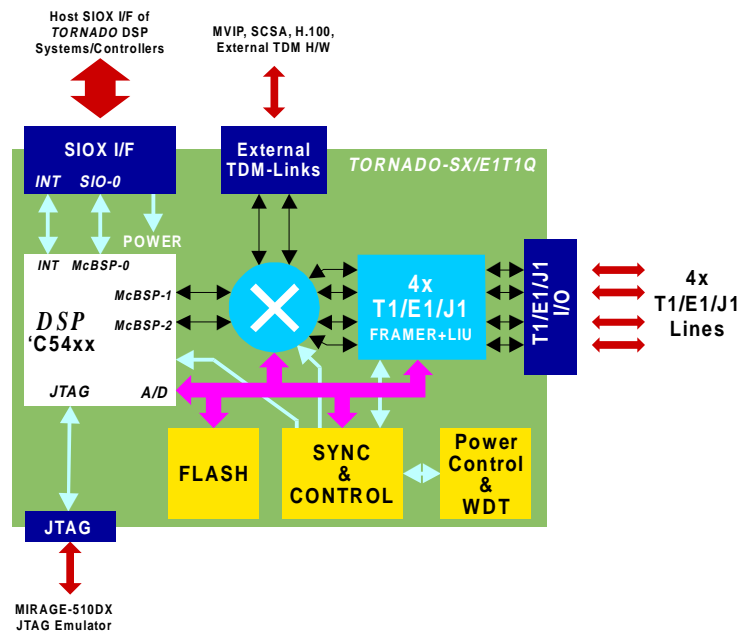 Host SIOX I/F of
TORNADO DSP
Systems/Controllers
MVIP, SCSA, H.100,
External TDM H/W
SIOX I/F
INT SIO-0
External
TDM-Links
TORNADO-SX/E1T1Q
POWER
INT McBSP-0
McBSP-1
McBSP-2
DSP
‘C54xx
JTAG A/D
4x
T1/E1/J1
FRAMER+LIU
T1/E1/J1
I/O
4x
T1/E1/J1
Lines
FLASH
SYNC
&
CONTROL
Power
Control
&
WDT
JTAG
MIRAGE-510DX
JTAG Emulator